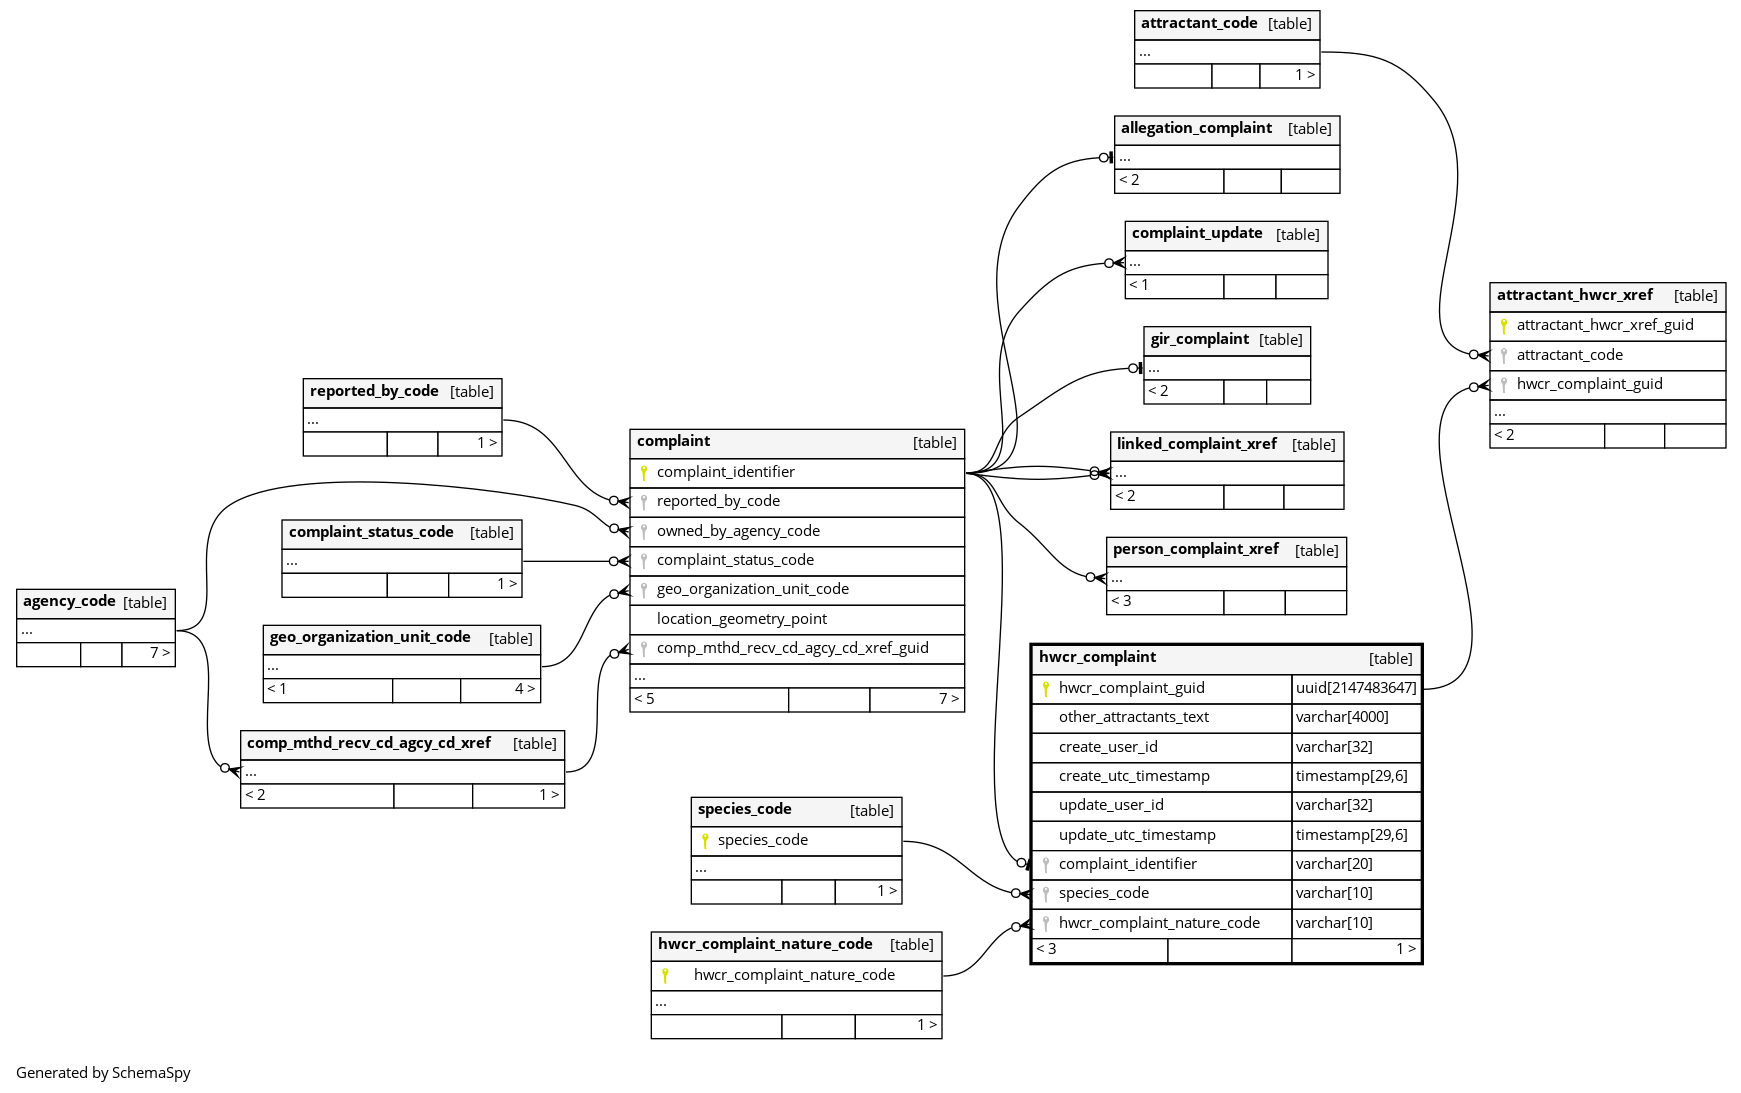 attractant_code [table]
...
1 >
allegation_complaint [table]
...
< 2
complaint_update [table]
...
< 1
gir_complaint [table]
...
< 2
linked_complaint_xref [table]
...
< 2
person_complaint_xref [table]
...
< 3
attractant_hwcr_xref [table]
attractant_hwcr_xref_guid
attractant_code
hwcr_complaint_guid
...
< 2
reported_by_code [table]
...
1 >
complaint_status_code [table]
...
1 >
agency_code [table]
...
7 >
geo_organization_unit_code [table]
...
< 1 4 >
comp_mthd_recv_cd_agcy_cd_xref [table]
...
< 2 1 >
complaint [table]
complaint_identifier
reported_by_code
owned_by_agency_code
complaint_status_code
geo_organization_unit_code
location_geometry_point
comp_mthd_recv_cd_agcy_cd_xref_guid
...
< 5 7 >
species_code [table]
species_code
...
1 >
hwcr_complaint_nature_code [table]
hwcr_complaint_nature_code
...
1 >
hwcr_complaint [table]
hwcr_complaint_guid uuid[2147483647]
other_attractants_text varchar[4000]
create_user_id varchar[32]
create_utc_timestamp timestamp[29,6]
update_user_id varchar[32]
update_utc_timestamp timestamp[29,6]
complaint_identifier varchar[20]
species_code varchar[10]
hwcr_complaint_nature_code varchar[10]
< 3 1 >
Generated by SchemaSpy